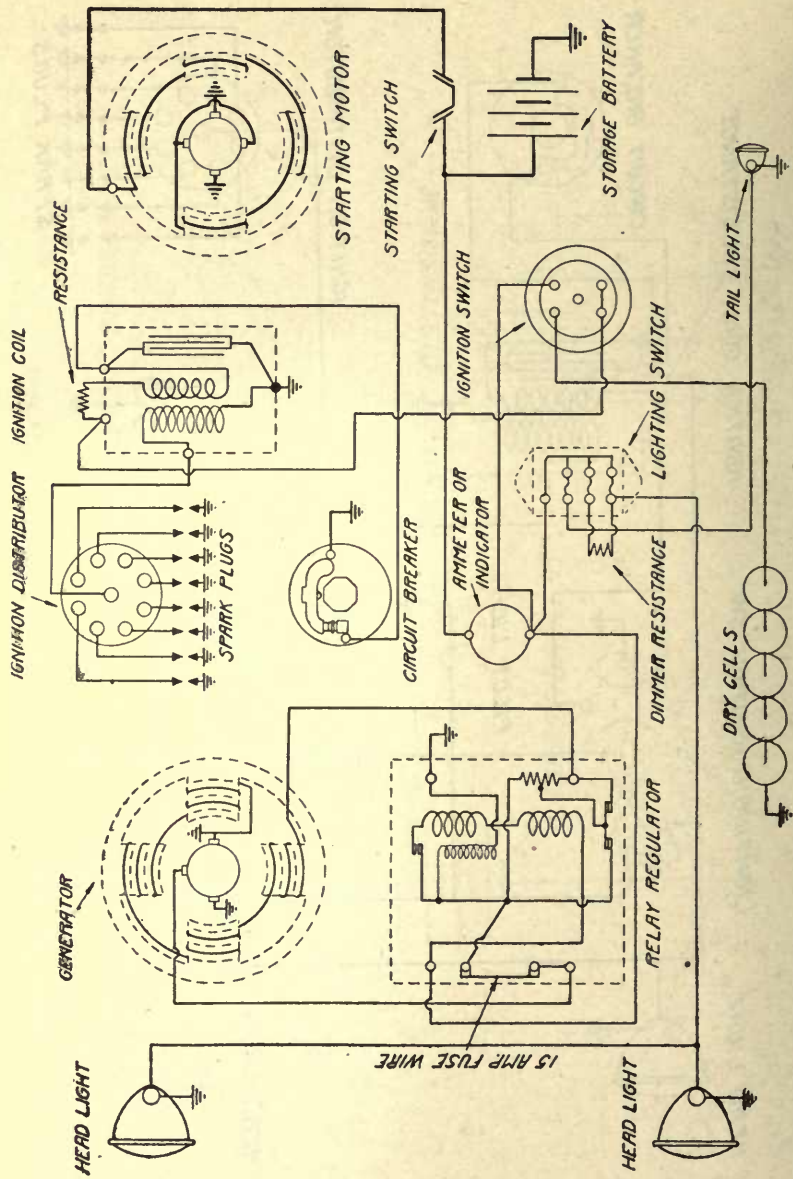 HEAD LIGHT
HEAD LIGHT
GENERATOR
15 AMP FUSE WIRE
RELAY REGULATOR
IGNITION DISTRIBUTOR
SPARK PLUGS
IGNITION COIL
RESISTANCE
CIRCUIT BREAKER
AMMETER OR
INDICATOR
DIMMER RESISTANCE
DRY CELLS
STARTING MOTOR
STARTING SWITCH
IGNITION SWITCH
LIGHTING SWITCH
STORAGE BATTERY
TAIL LIGHT